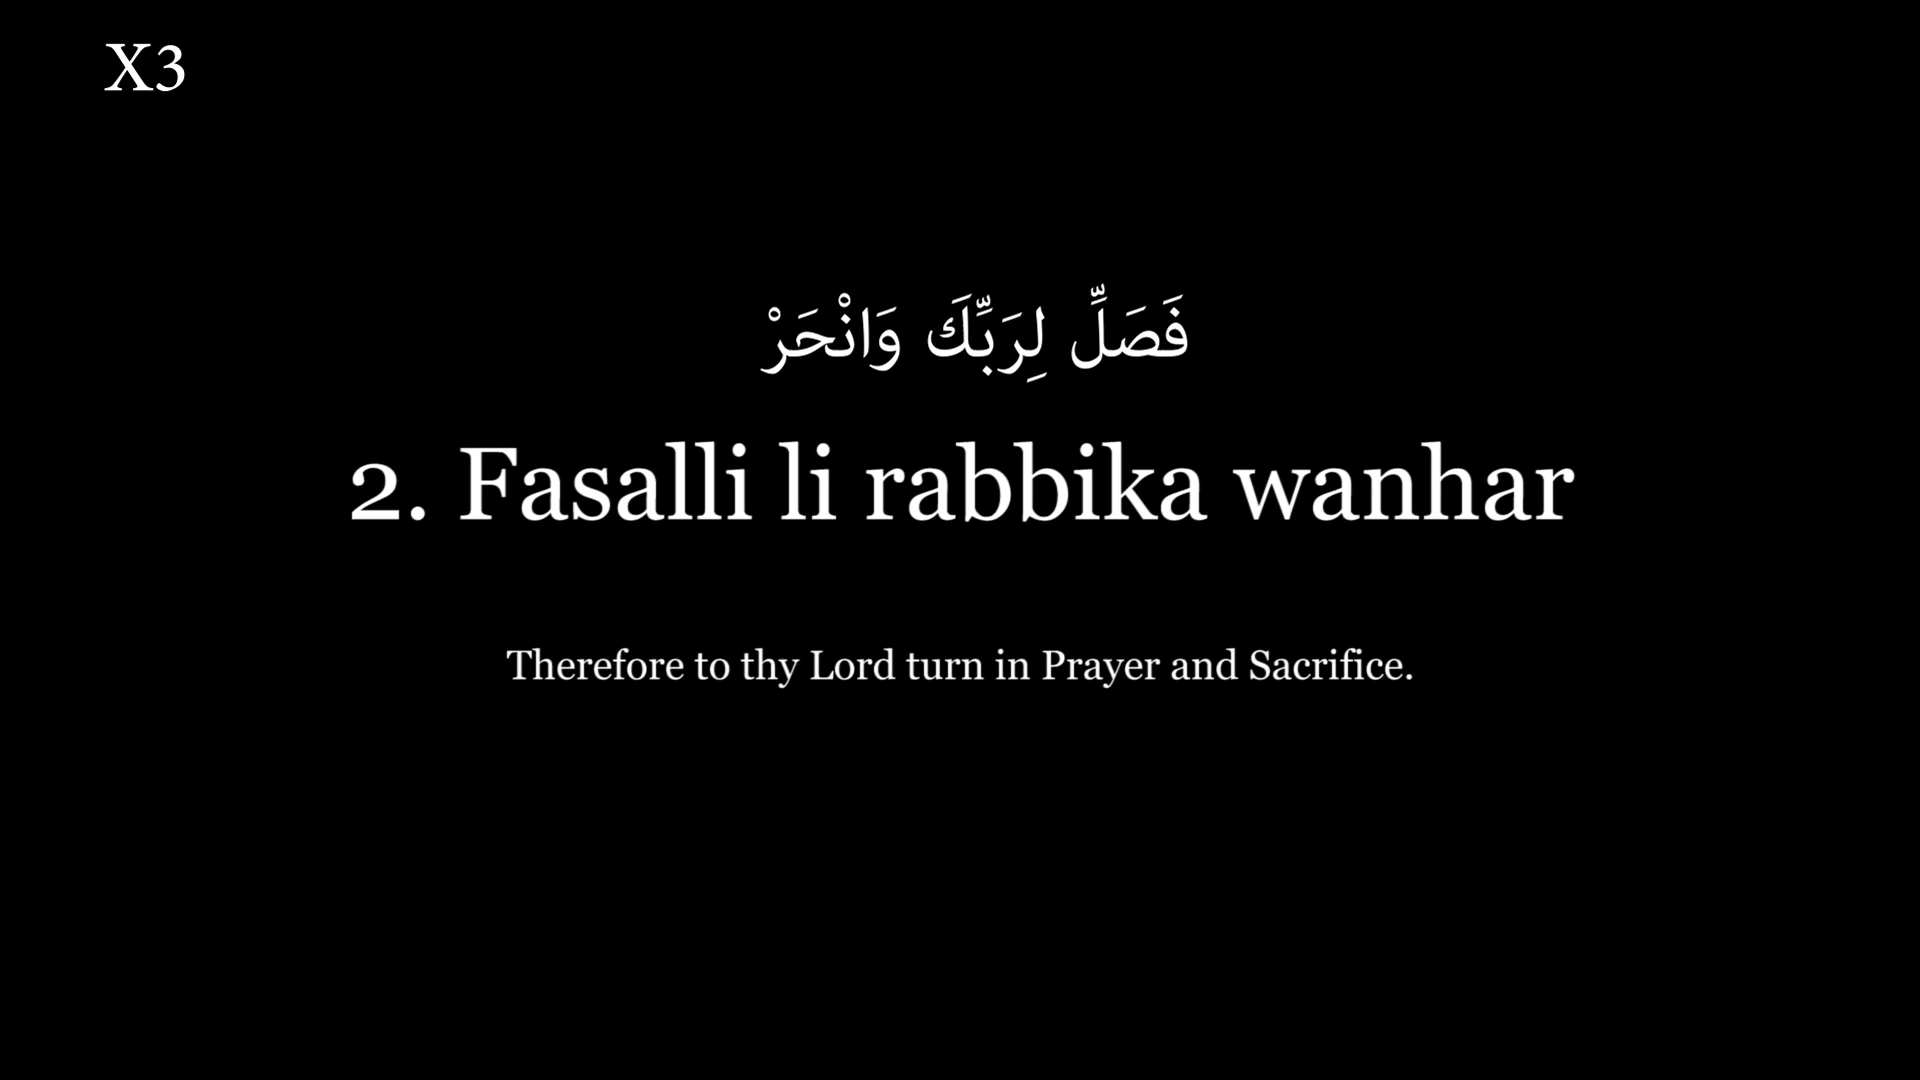 X3
فَصَلِّ لِرَبِّكَ وَانْحَرْ
2. Fasalli li rabbika wanhar
Therefore to thy Lord turn in Prayer and Sacrifice.